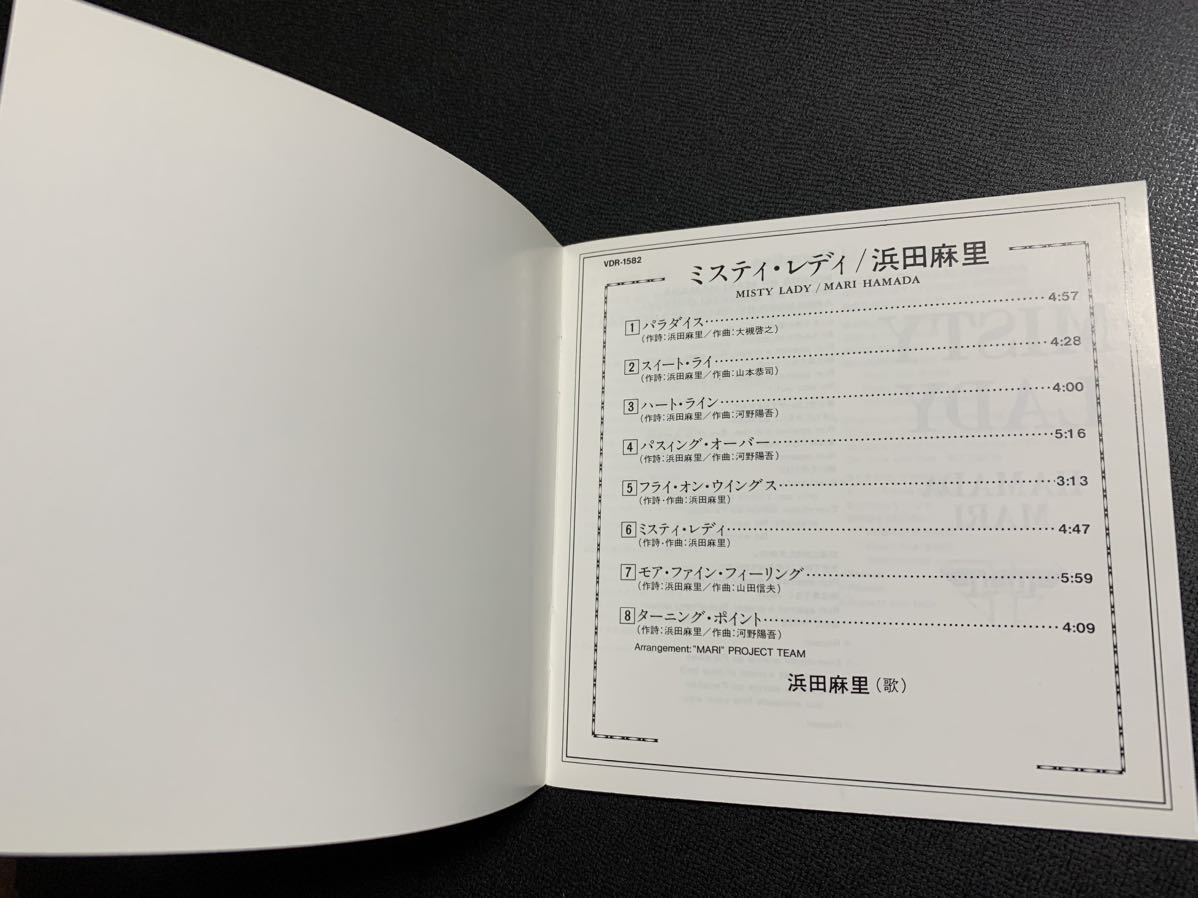 VDR-1582
ミスティ・レディ/浜田麻里
MISTY LADY / MARI HAMADA
1 パラダイス 4:57
(作詩:浜田麻里/作曲:大槻啓之)
2 スイート・ライ 4:28
(作詩:浜田麻里/作曲:山本恭司)
3 ハート・ライン 4:00
(作詩:浜田麻里/作曲:河野陽吾)
4 パスィング・オーバー 5:16
(作詩:浜田麻里/作曲:河野陽吾)
5 フライ・オン・ウイングス 3:13
(作詩・作曲:浜田麻里)
6 ミスティ・レディ 4:47
(作詩・作曲:浜田麻里)
7 モア・ファイン・フィーリング 5:59
(作詩:浜田麻里/作曲:山田信夫)
8 ターニング・ポイント 4:09
(作詩:浜田麻里/作曲:河野陽吾)
Arrangement: "MARI" PROJECT TEAM
浜田麻里(歌)